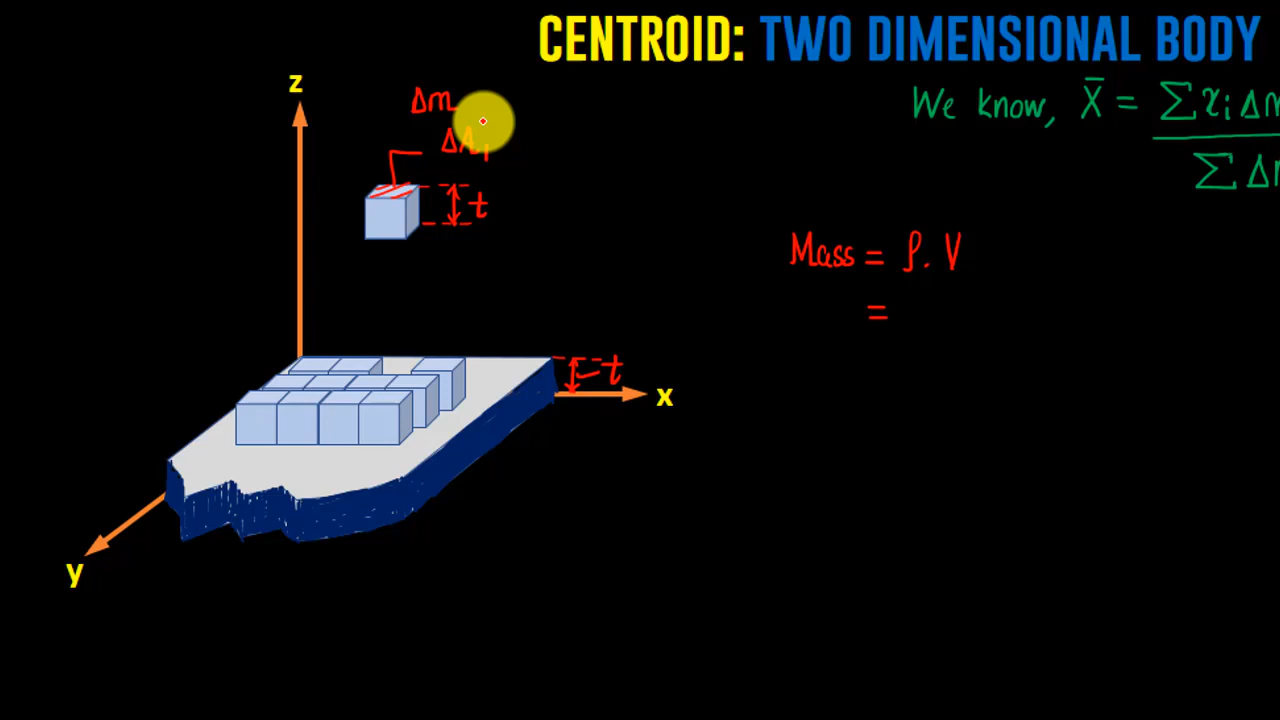 CENTROID: TWO DIMENSIONAL BODY
z
Δm
We know, X̄ = Σ xᵢ Δm
Σ Δm
ΔA₁
t
Mass = ρ. V
=
t
x
y